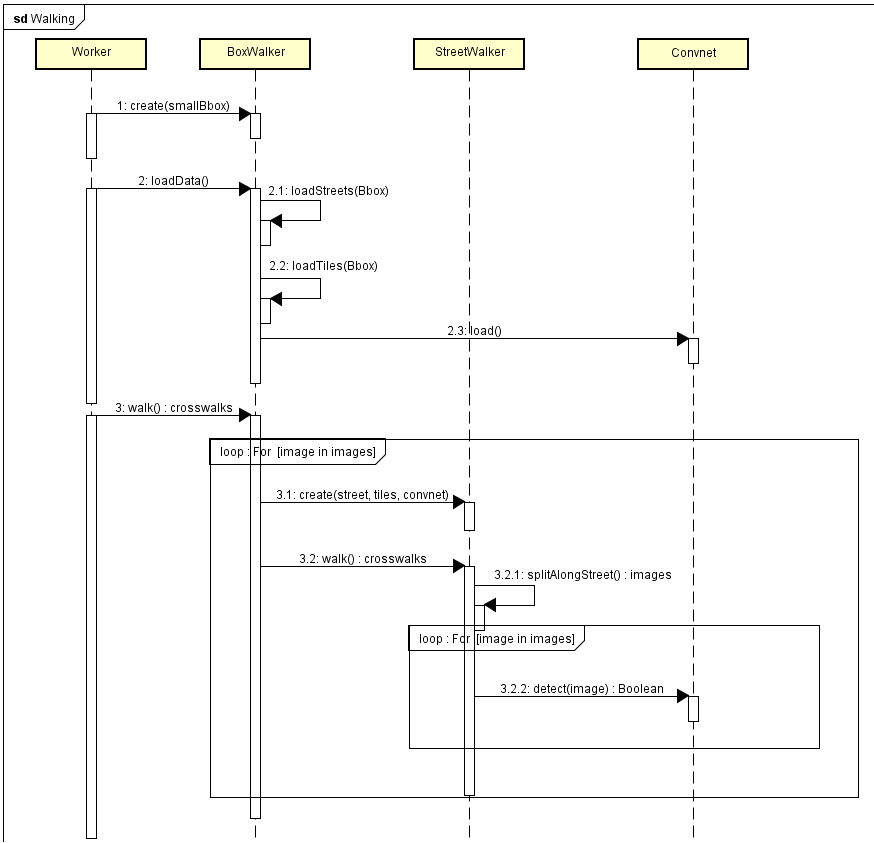 sd Walking
Worker
BoxWalker
StreetWalker
Convnet
1: create(smallBbox)
2: loadData()
2.1: loadStreets(Bbox)
2.2: loadTiles(Bbox)
2.3: load()
3: walk() : crosswalks
loop : For [image in images]
3.1: create(street, tiles, convnet)
3.2: walk() : crosswalks
3.2.1: splitAlongStreet() : images
loop : For [image in images]
3.2.2: detect(image) : Boolean